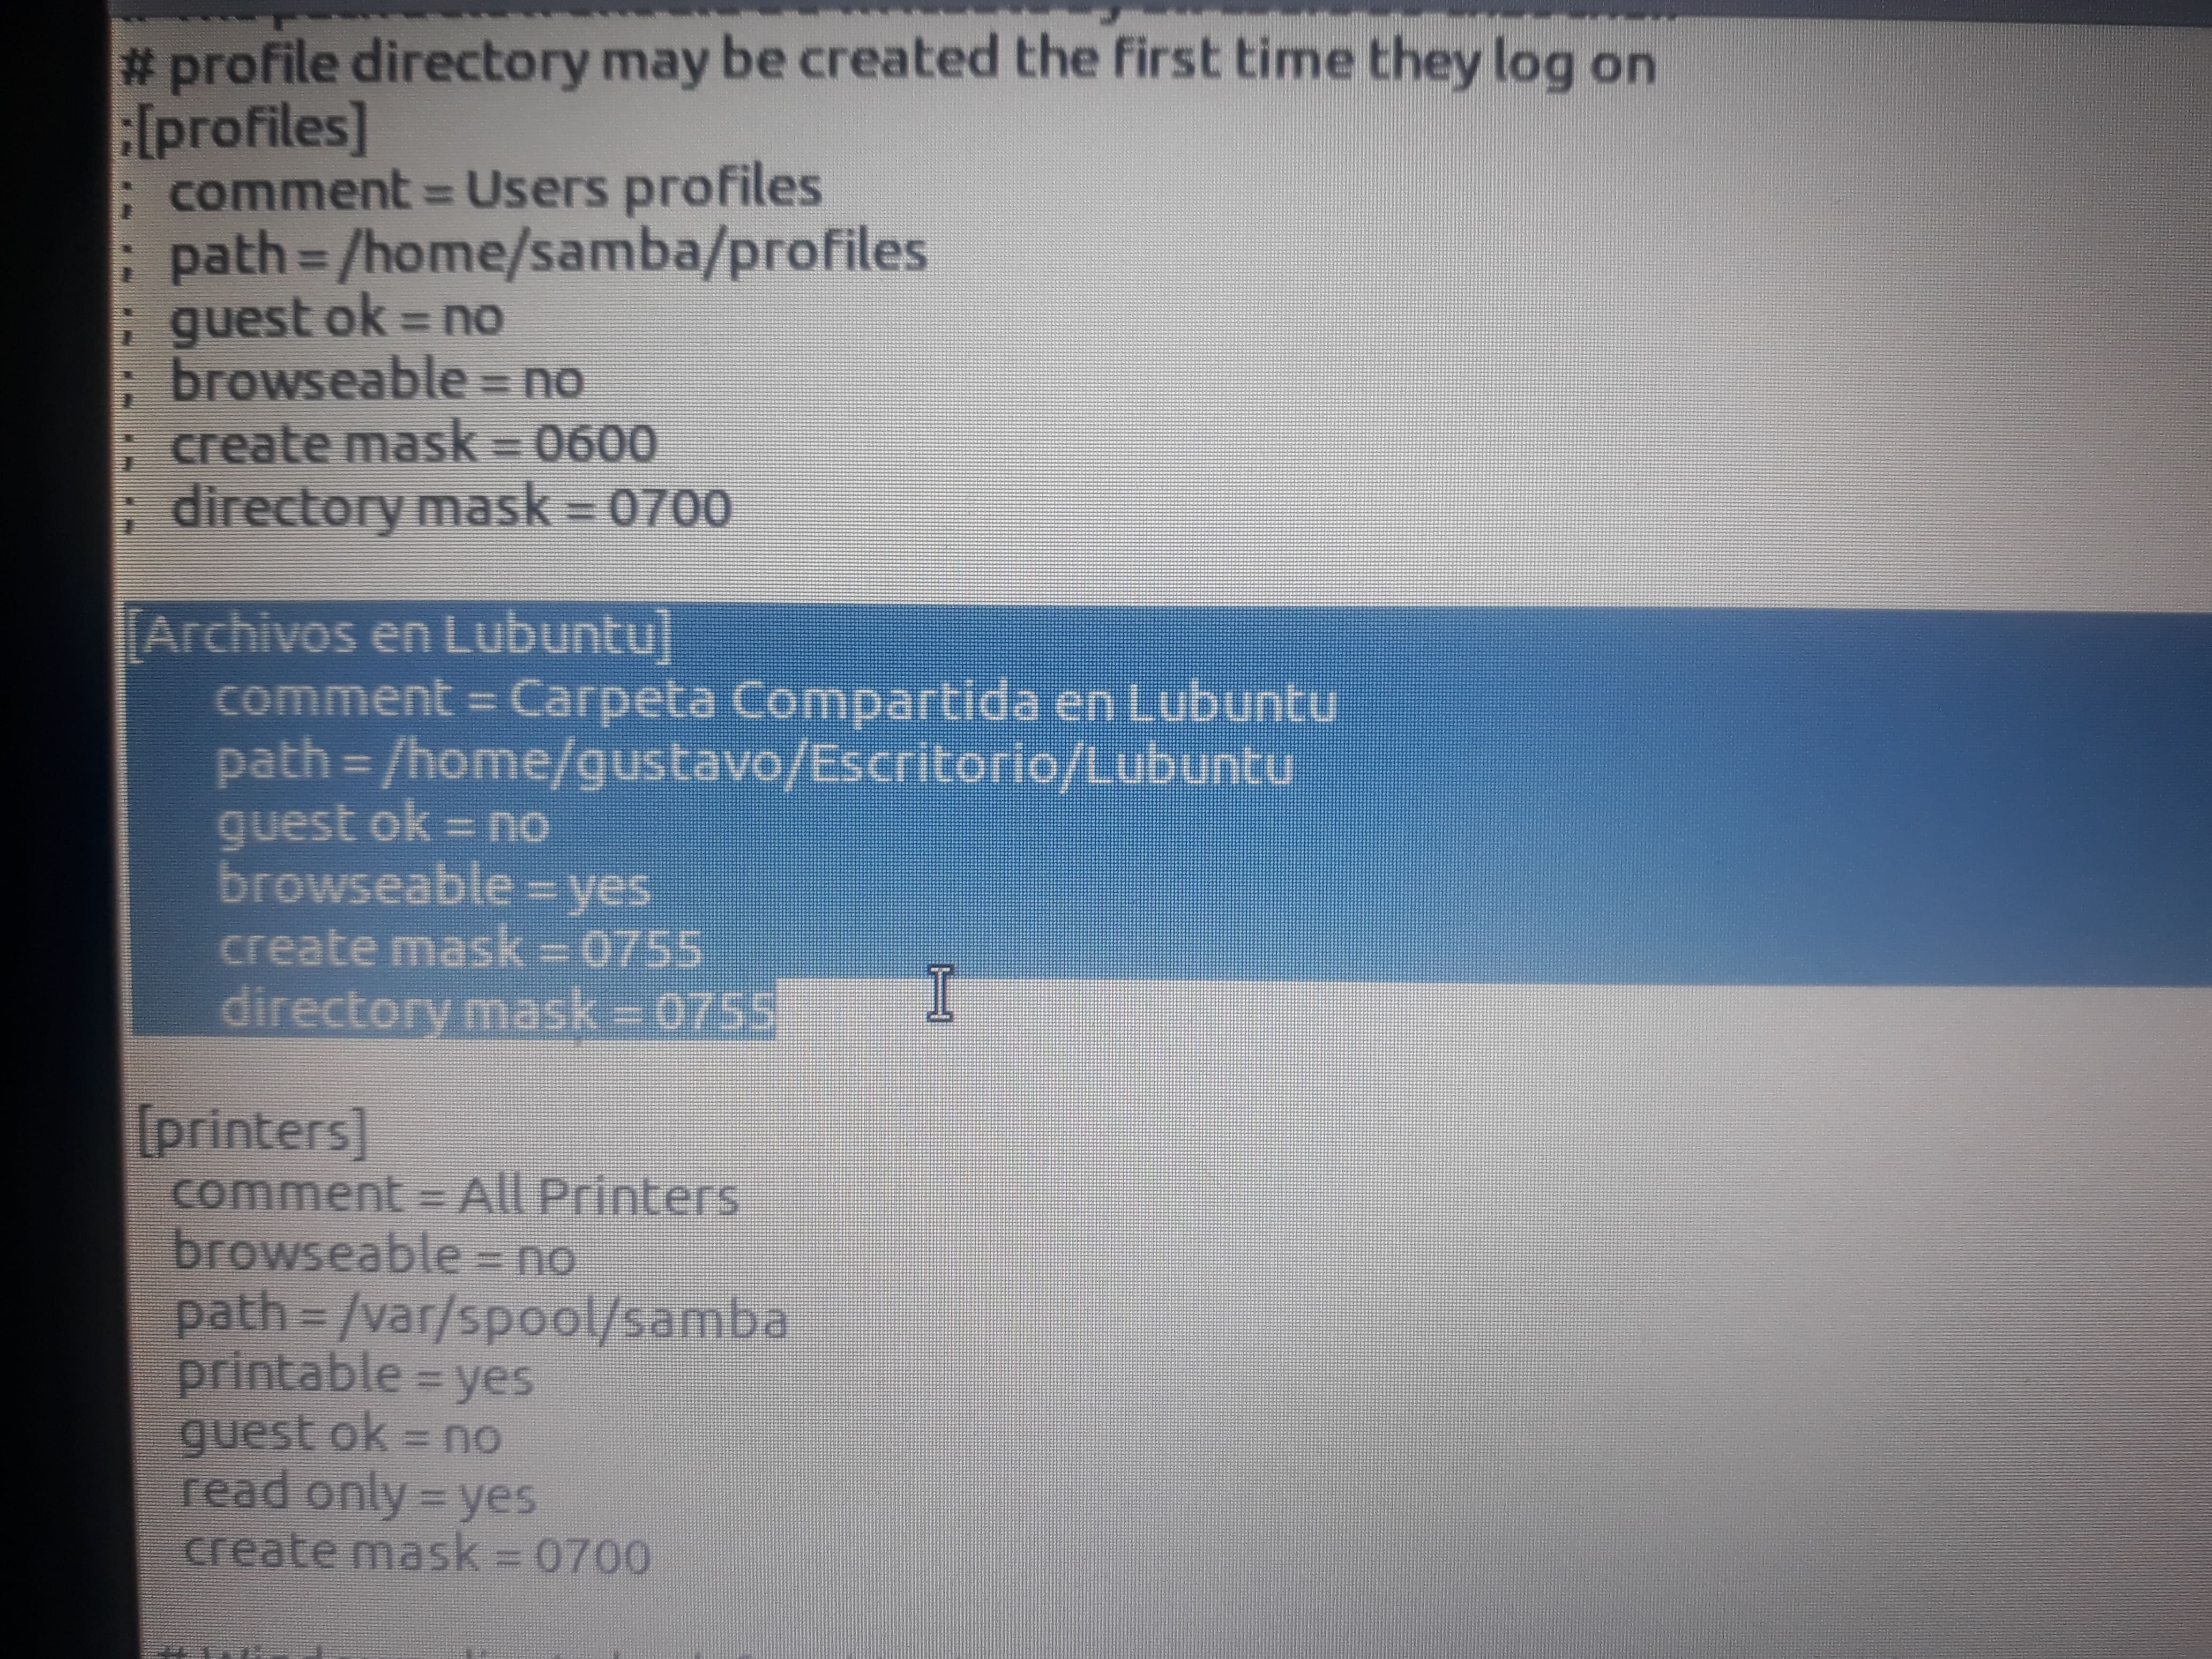 # profile directory may be created the first time they log on
;[profiles]
; comment = Users profiles
; path = /home/samba/profiles
; guest ok = no
; browseable = no
; create mask = 0600
; directory mask = 0700
[Archivos en Lubuntu]
comment = Carpeta Compartida en Lubuntu
path = /home/gustavo/Escritorio/Lubuntu
guest ok = no
browseable = yes
create mask = 0755
directory mask = 0755
[printers]
comment = All Printers
browseable = no
path = /var/spool/samba
printable = yes
guest ok = no
read only = yes
create mask = 0700